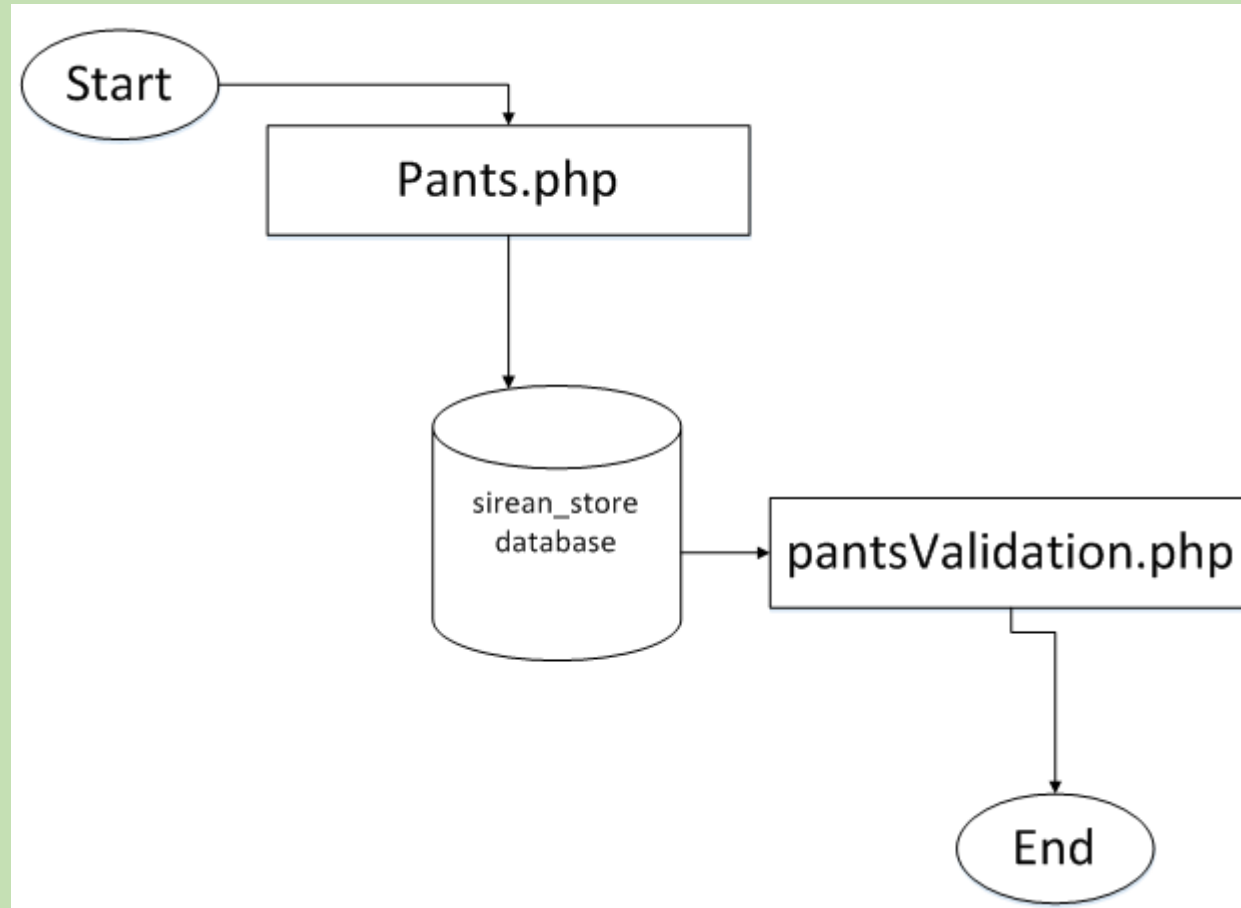 Start
Pants.php
sirean_store
database
pantsValidation.php
End